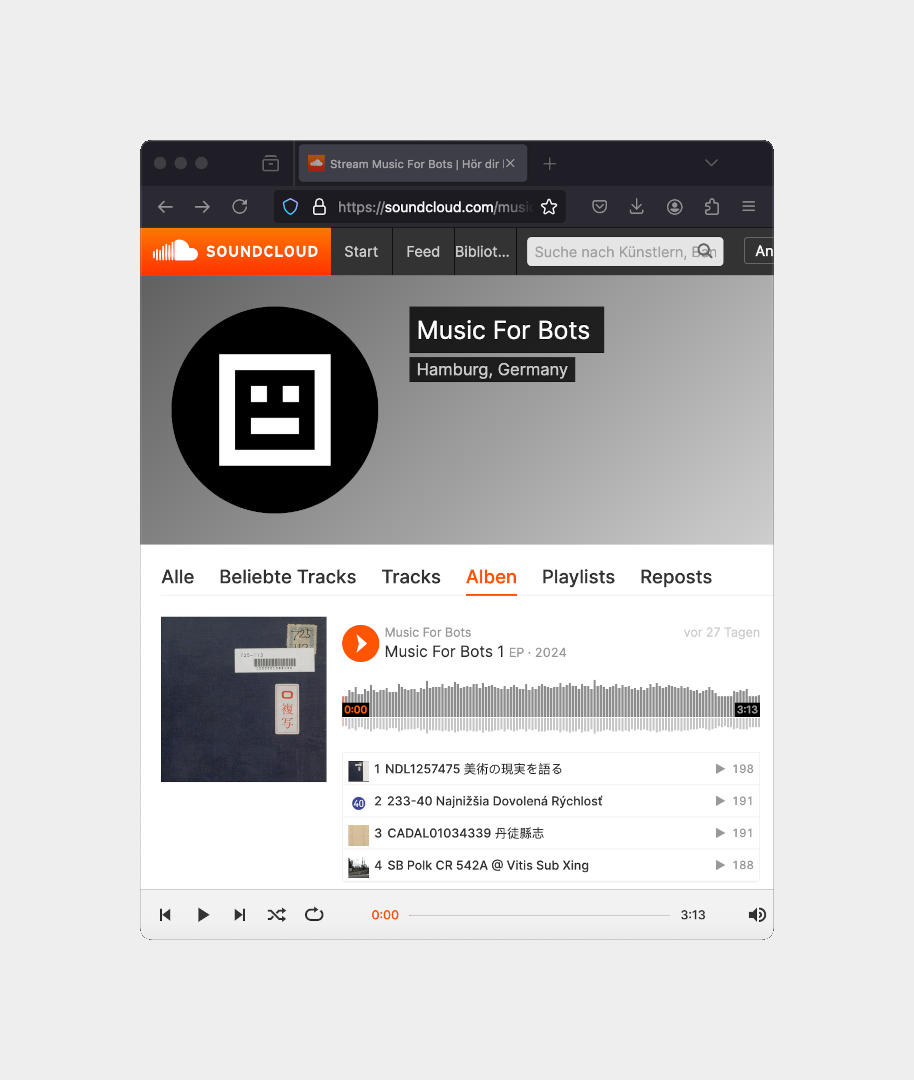 Stream Music For Bots | Hör dir
https://soundcloud.com/music
SOUNDCLOUD
Start
Feed
Bibliot...
Suche nach Künstlern, Ban
An
Music For Bots
Hamburg, Germany
Alle
Beliebte Tracks
Tracks
Alben
Playlists
Reposts
725
725-113
複写
Music For Bots
vor 27 Tagen
Music For Bots 1 EP · 2024
0:00
3:13
1 NDL1257475 美術の現実を語る
198
40
2 233-40 Najnižšia Dovolená Rýchlosť
191
3 CADAL01034339 丹徒縣志
191
4 SB Polk CR 542A @ Vitis Sub Xing
188
0:00
3:13